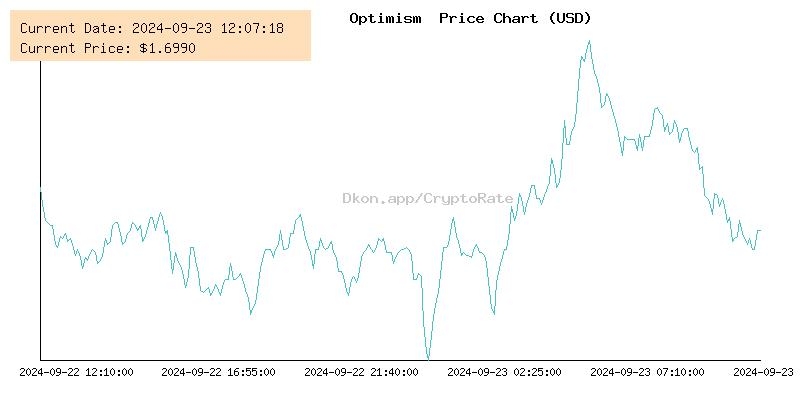 Optimism  Price Chart (USD)
Current Date: 2024-09-23 12:07:18
Current Price: $1.6990
Dkon.app/CryptoRate
2024-09-22 12:10:00 2024-09-22 16:55:00 2024-09-22 21:40:00 2024-09-23 02:25:00 2024-09-23 07:10:00 2024-09-23